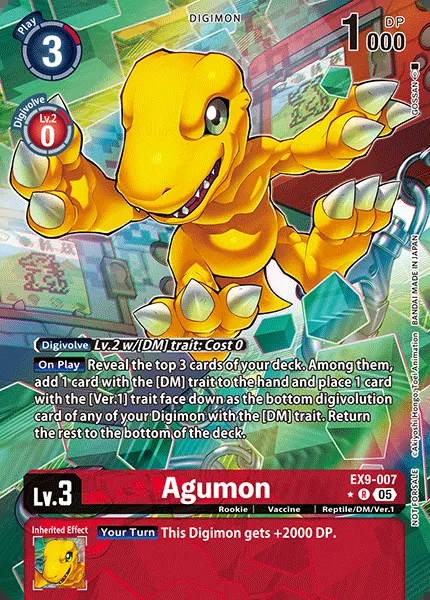 DIGIMON
Play
3
1000
DP
Digivolve
Lv.2
0
GOSSAN
BANDAI MADE IN JAPAN
©Akiyoshi Hongo, Toei Animation
NOT FOR SALE
Digivolve Lv.2 w/[DM] trait: Cost 0
On Play Reveal the top 3 cards of your deck. Among them,
add 1 card with the [DM] trait to the hand and place 1 card
with the [Ver.1] trait face down as the bottom digivolution
card of any of your Digimon with the [DM] trait. Return
the rest to the bottom of the deck.
Lv.3
Agumon
EX9-007
R 05
Rookie | Vaccine | Reptile/DM/Ver.1
Inherited Effect
Your Turn This Digimon gets +2000 DP.